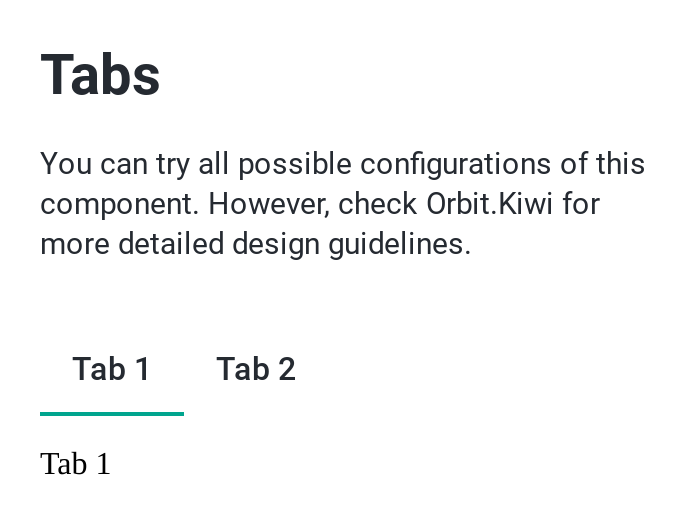 Tabs
You can try all possible configurations of this
component. However, check Orbit.Kiwi for
more detailed design guidelines.
Tab 1 Tab 2
Tab 1